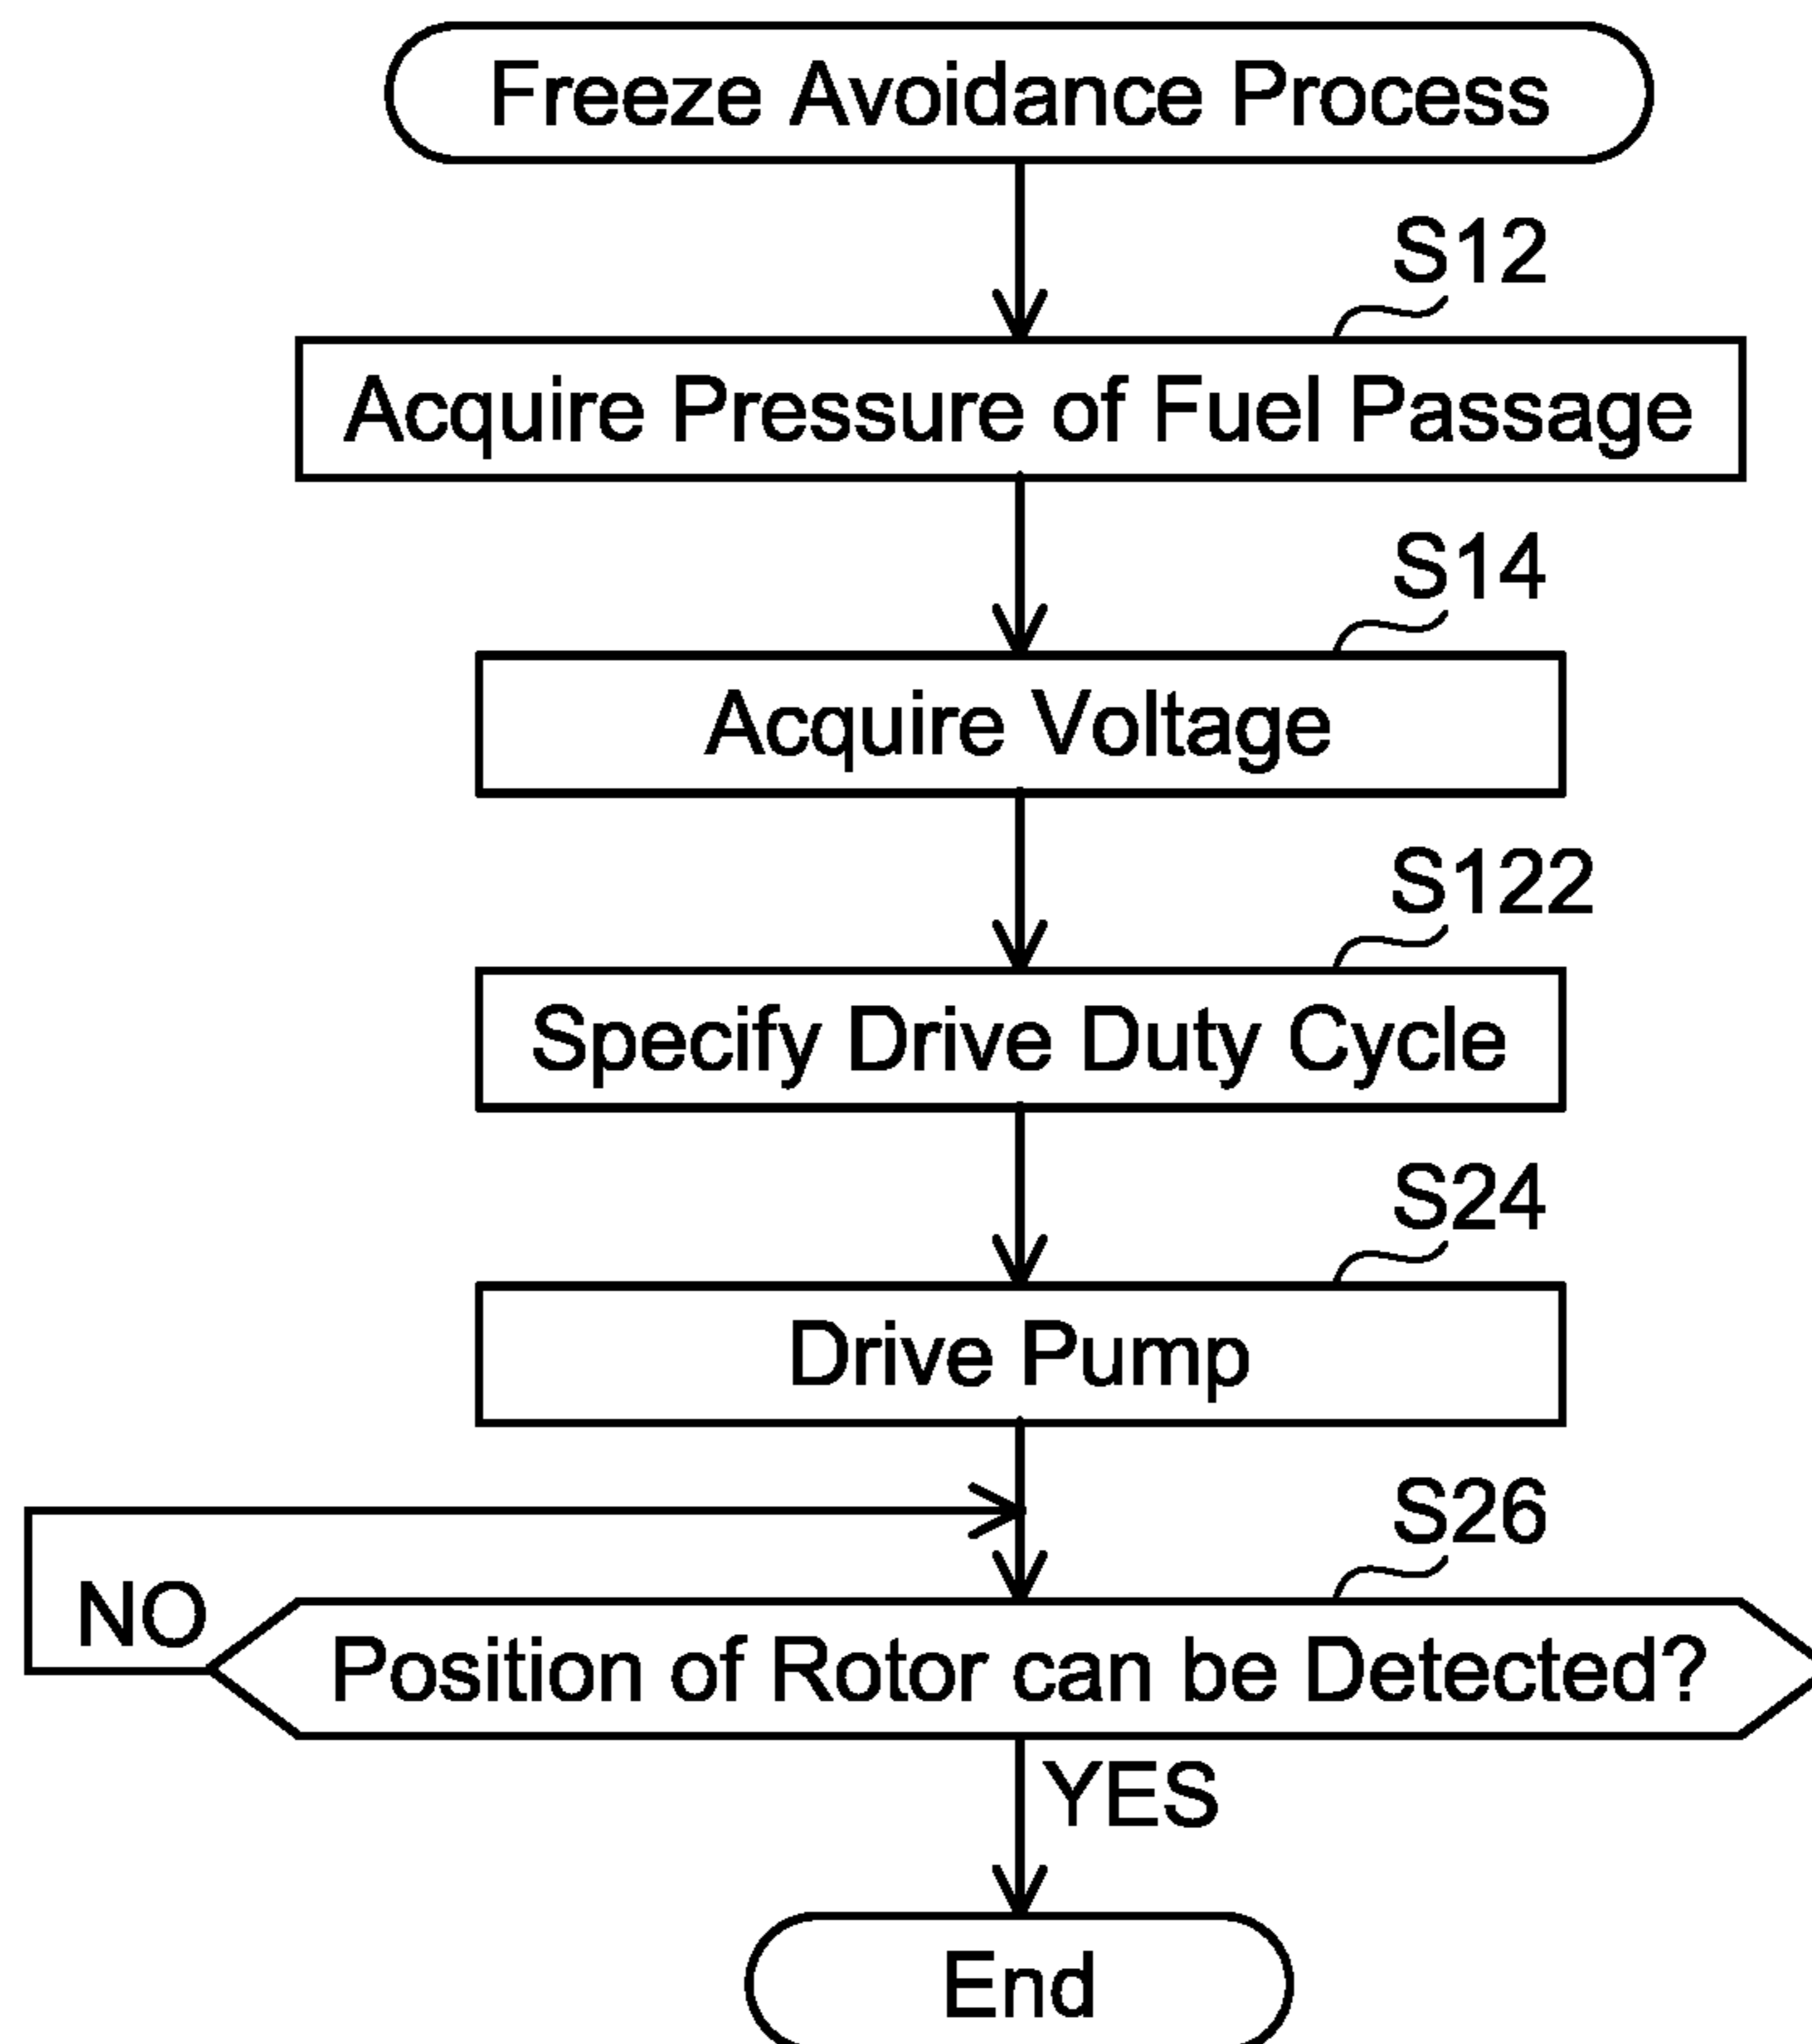 Freeze Avoidance Process
S12
Acquire Pressure of Fuel Passage
S14
Acquire Voltage
S122
Specify Drive Duty Cycle
S24
Drive Pump
S26
NO
Position of Rotor can be Detected?
YES
End